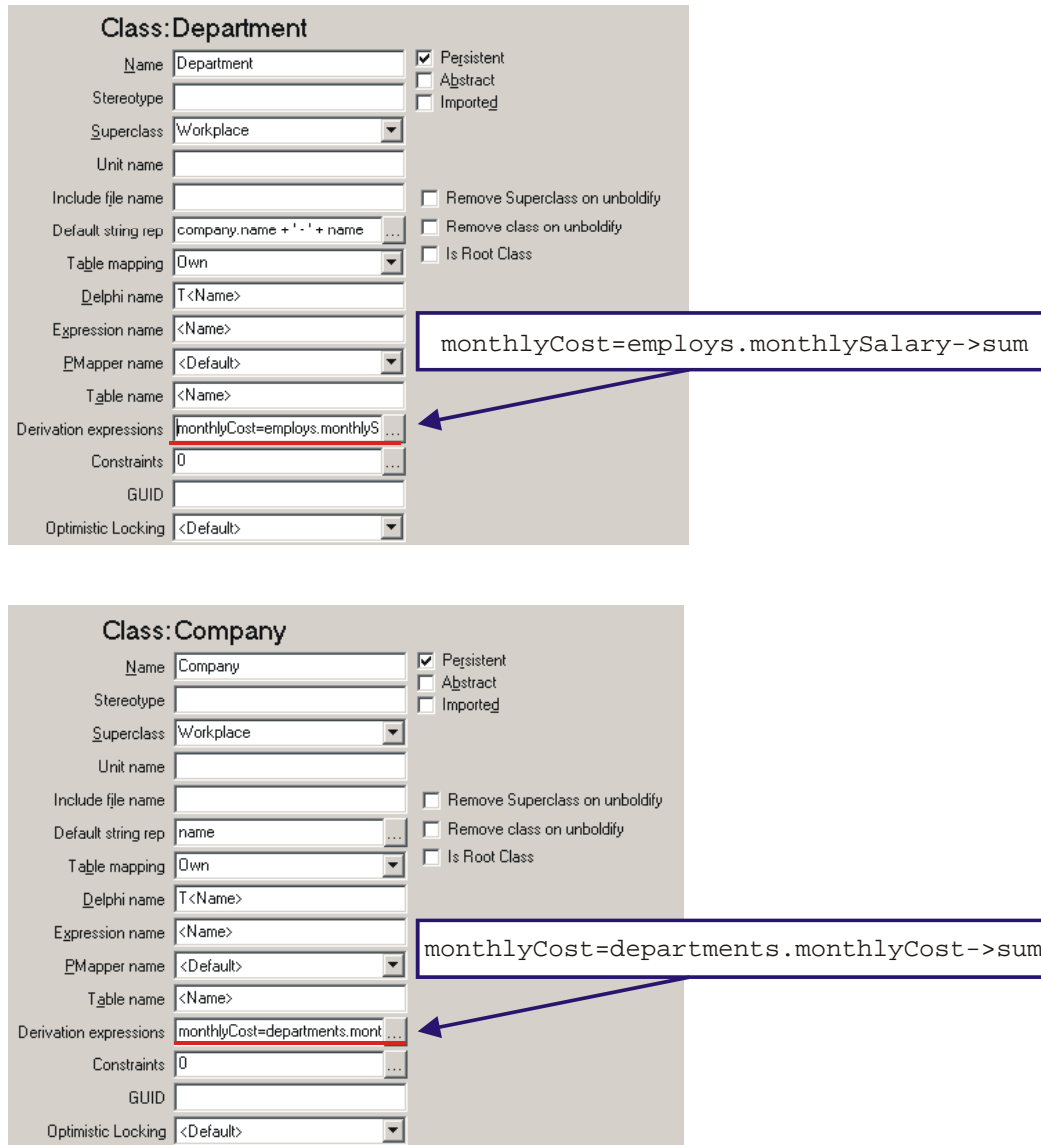 Class: Department
Name Department
Persistent
Abstract
Stereotype
Imported
Superclass Workplace
Unit name
Include file name
Remove Superclass on unboldify
Default string rep company.name + ' - ' + name ...
Remove class on unboldify
Table mapping Own
Is Root Class
Delphi name T<Name>
Expression name <Name>
monthlyCost=employs.monthlySalary->sum
PMapper name <Default>
Table name <Name>
Derivation expressions monthlyCost=employs.monthlyS ...
Constraints 0 ...
GUID
Optimistic Locking <Default>
Class: Company
Name Company
Persistent
Abstract
Stereotype
Imported
Superclass Workplace
Unit name
Include file name
Remove Superclass on unboldify
Default string rep name ...
Remove class on unboldify
Table mapping Own
Is Root Class
Delphi name T<Name>
Expression name <Name>
monthlyCost=departments.monthlyCost->sum
PMapper name <Default>
Table name <Name>
Derivation expressions monthlyCost=departments.mont ...
Constraints 0 ...
GUID
Optimistic Locking <Default>